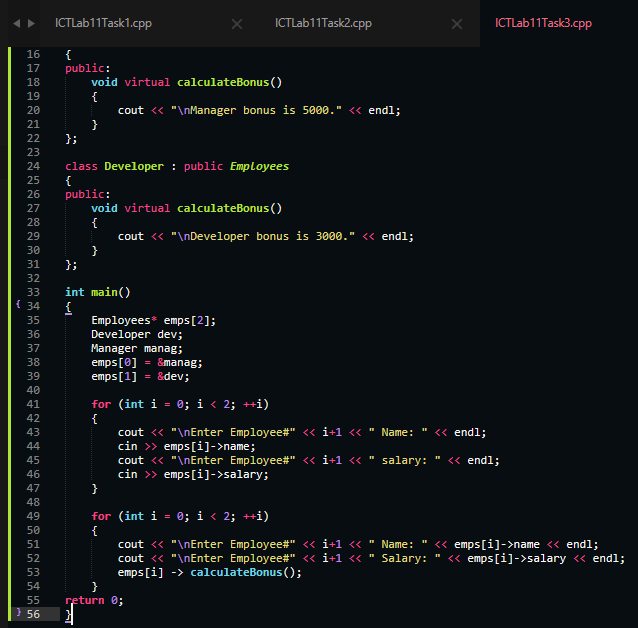 ICTLab11Task1.cpp ICTLab11Task2.cpp ICTLab11Task3.cpp
16 {
17 public:
18     void virtual calculateBonus()
19     {
20         cout << "\nManager bonus is 5000." << endl;
21     }
22 };
23
24 class Developer : public Employees
25 {
26 public:
27     void virtual calculateBonus()
28     {
29         cout << "\nDeveloper bonus is 3000." << endl;
30     }
31 };
32
33 int main()
{ 34 {
35     Employees* emps[2];
36     Developer dev;
37     Manager manag;
38     emps[0] = &manag;
39     emps[1] = &dev;
40
41     for (int i = 0; i < 2; ++i)
42     {
43         cout << "\nEnter Employee#" << i+1 << " Name: " << endl;
44         cin >> emps[i]->name;
45         cout << "\nEnter Employee#" << i+1 << " salary: " << endl;
46         cin >> emps[i]->salary;
47     }
48
49     for (int i = 0; i < 2; ++i)
50     {
51         cout << "\nEnter Employee#" << i+1 << " Name: " << emps[i]->name << endl;
52         cout << "\nEnter Employee#" << i+1 << " Salary: " << emps[i]->salary << endl;
53         emps[i] -> calculateBonus();
54     }
55 return 0;
} 56 }